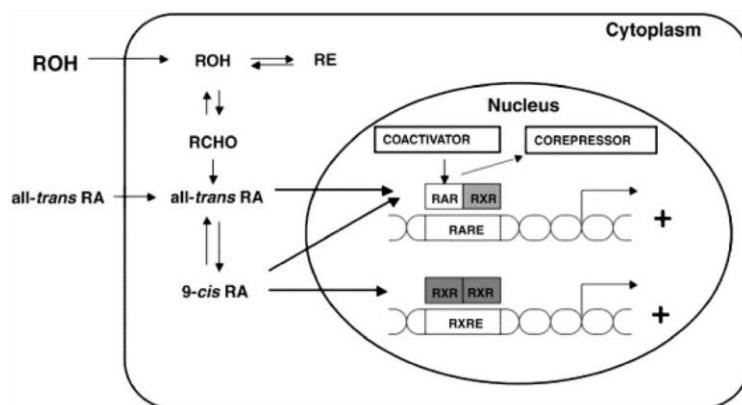 Cytoplasm
ROH
ROH
RE
Nucleus
COACTIVATOR
COREPRESSOR
RCHO
all-trans RA
all-trans RA
RAR
RXR
RARE
+
9-cis RA
RXR
RXR
RXRE
+